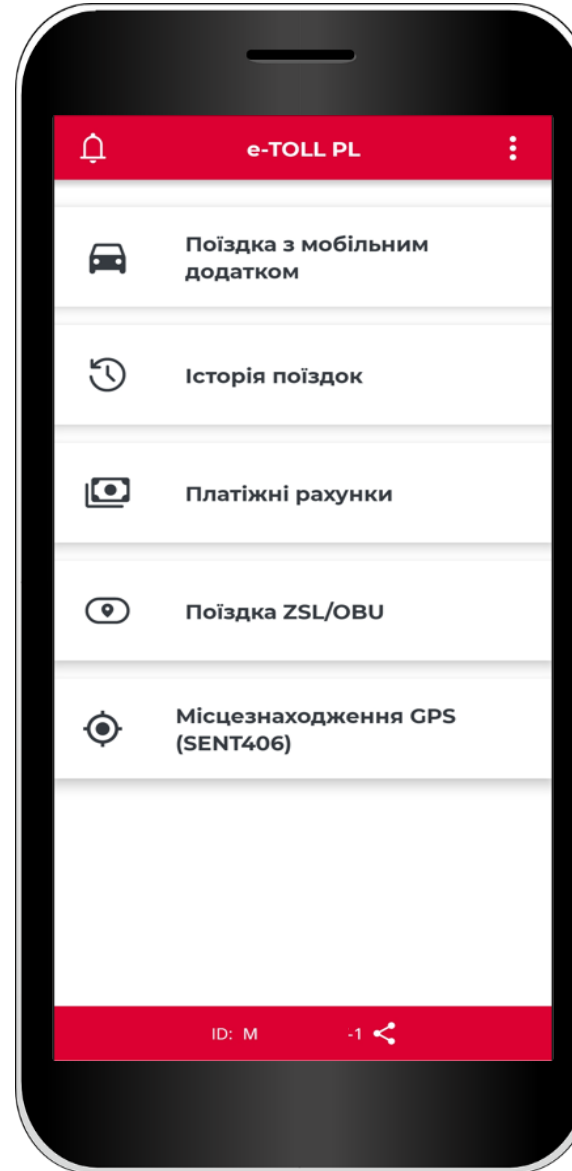 e-TOLL PL
Поїздка з мобільним
додатком
Історія поїздок
Платіжні рахунки
Поїздка ZSL/OBU
Місцезнаходження GPS
(SENT406)
ID: M -1